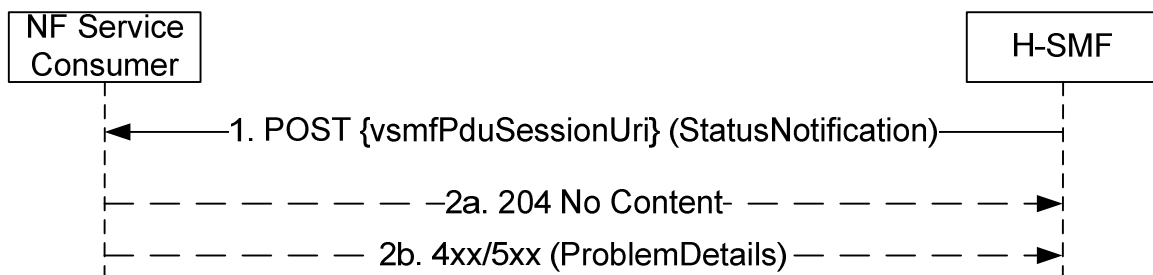 NF Service
Consumer
H-SMF
1. POST {vsmfPduSessionUri} (StatusNotification)
2a. 204 No Content
2b. 4xx/5xx (ProblemDetails)